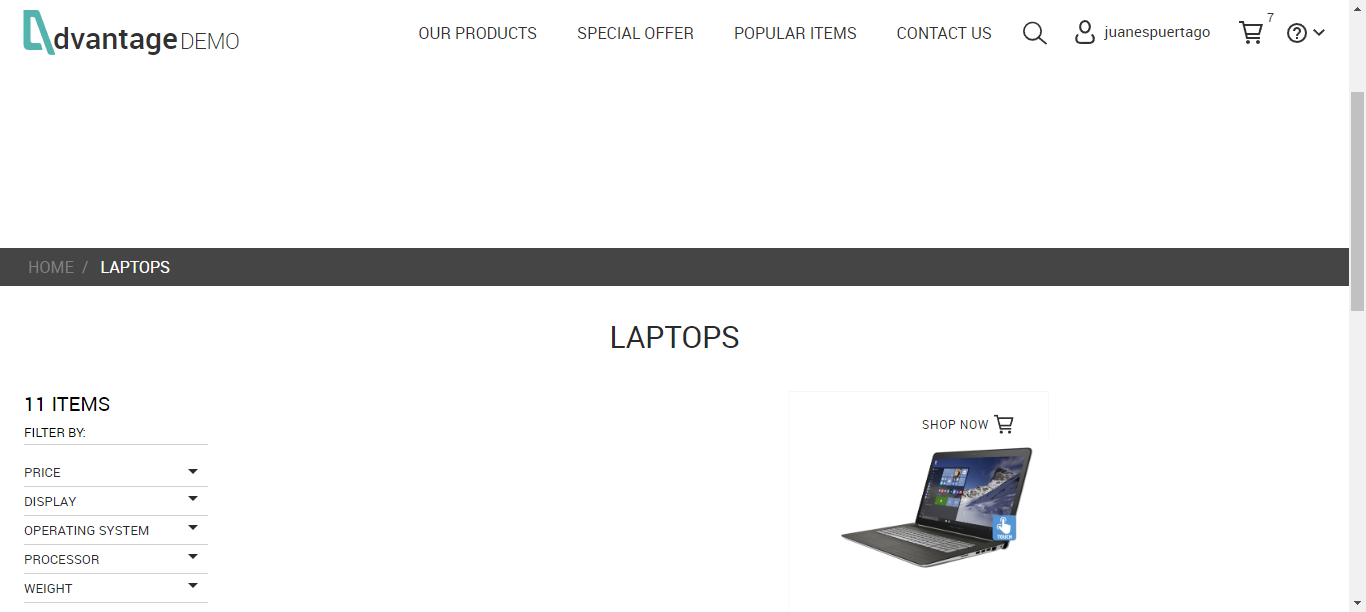 dvantage DEMO
OUR PRODUCTS
SPECIAL OFFER
POPULAR ITEMS
CONTACT US
juanespuertago
7
HOME / LAPTOPS
LAPTOPS
11 ITEMS
FILTER BY:
PRICE
DISPLAY
OPERATING SYSTEM
PROCESSOR
WEIGHT
SHOP NOW
TOUCH